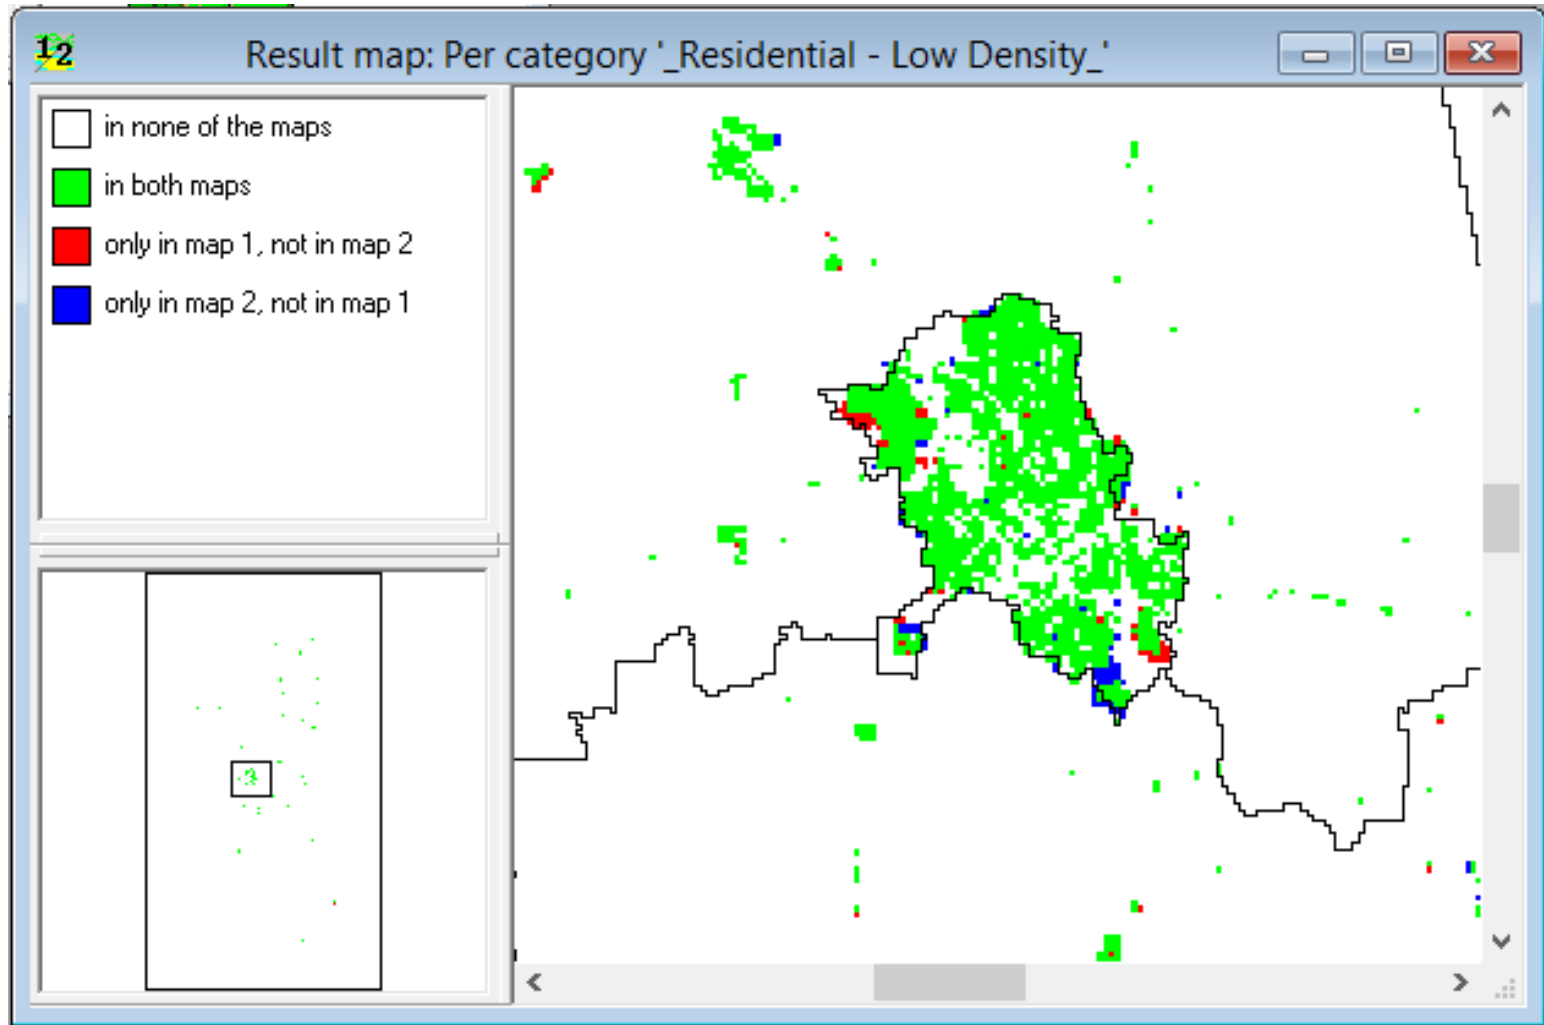 12
Result map: Per category '_Residential - Low Density_'
in none of the maps
in both maps
only in map 1, not in map 2
only in map 2, not in map 1